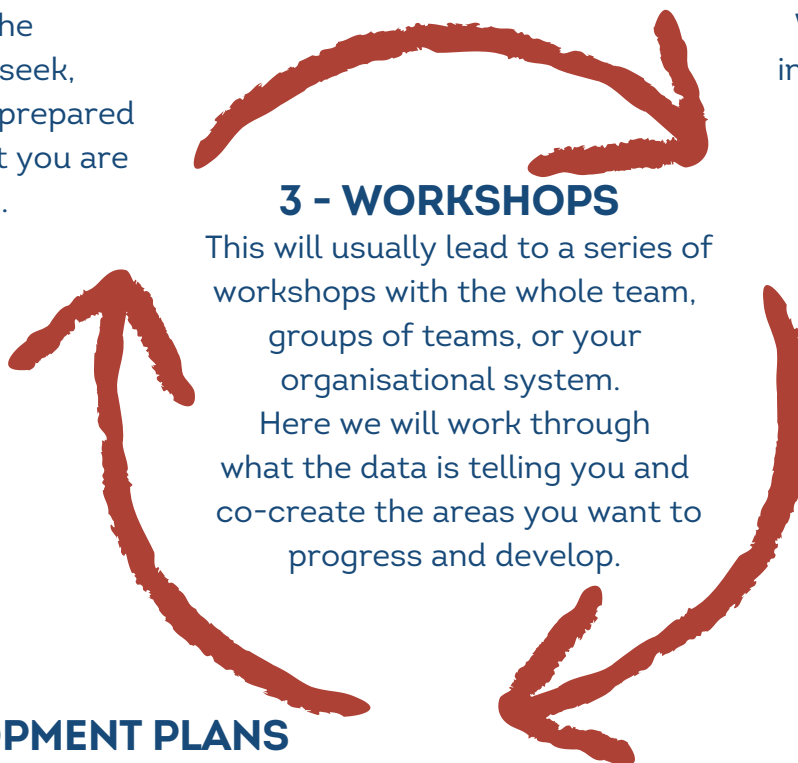 he
seek,
prepared
t you are
.
in
3 - WORKSHOPS
This will usually lead to a series of
workshops with the whole team,
groups of teams, or your
organisational system.
Here we will work through
what the data is telling you and
co-create the areas you want to
progress and develop.
PMENT PLANS